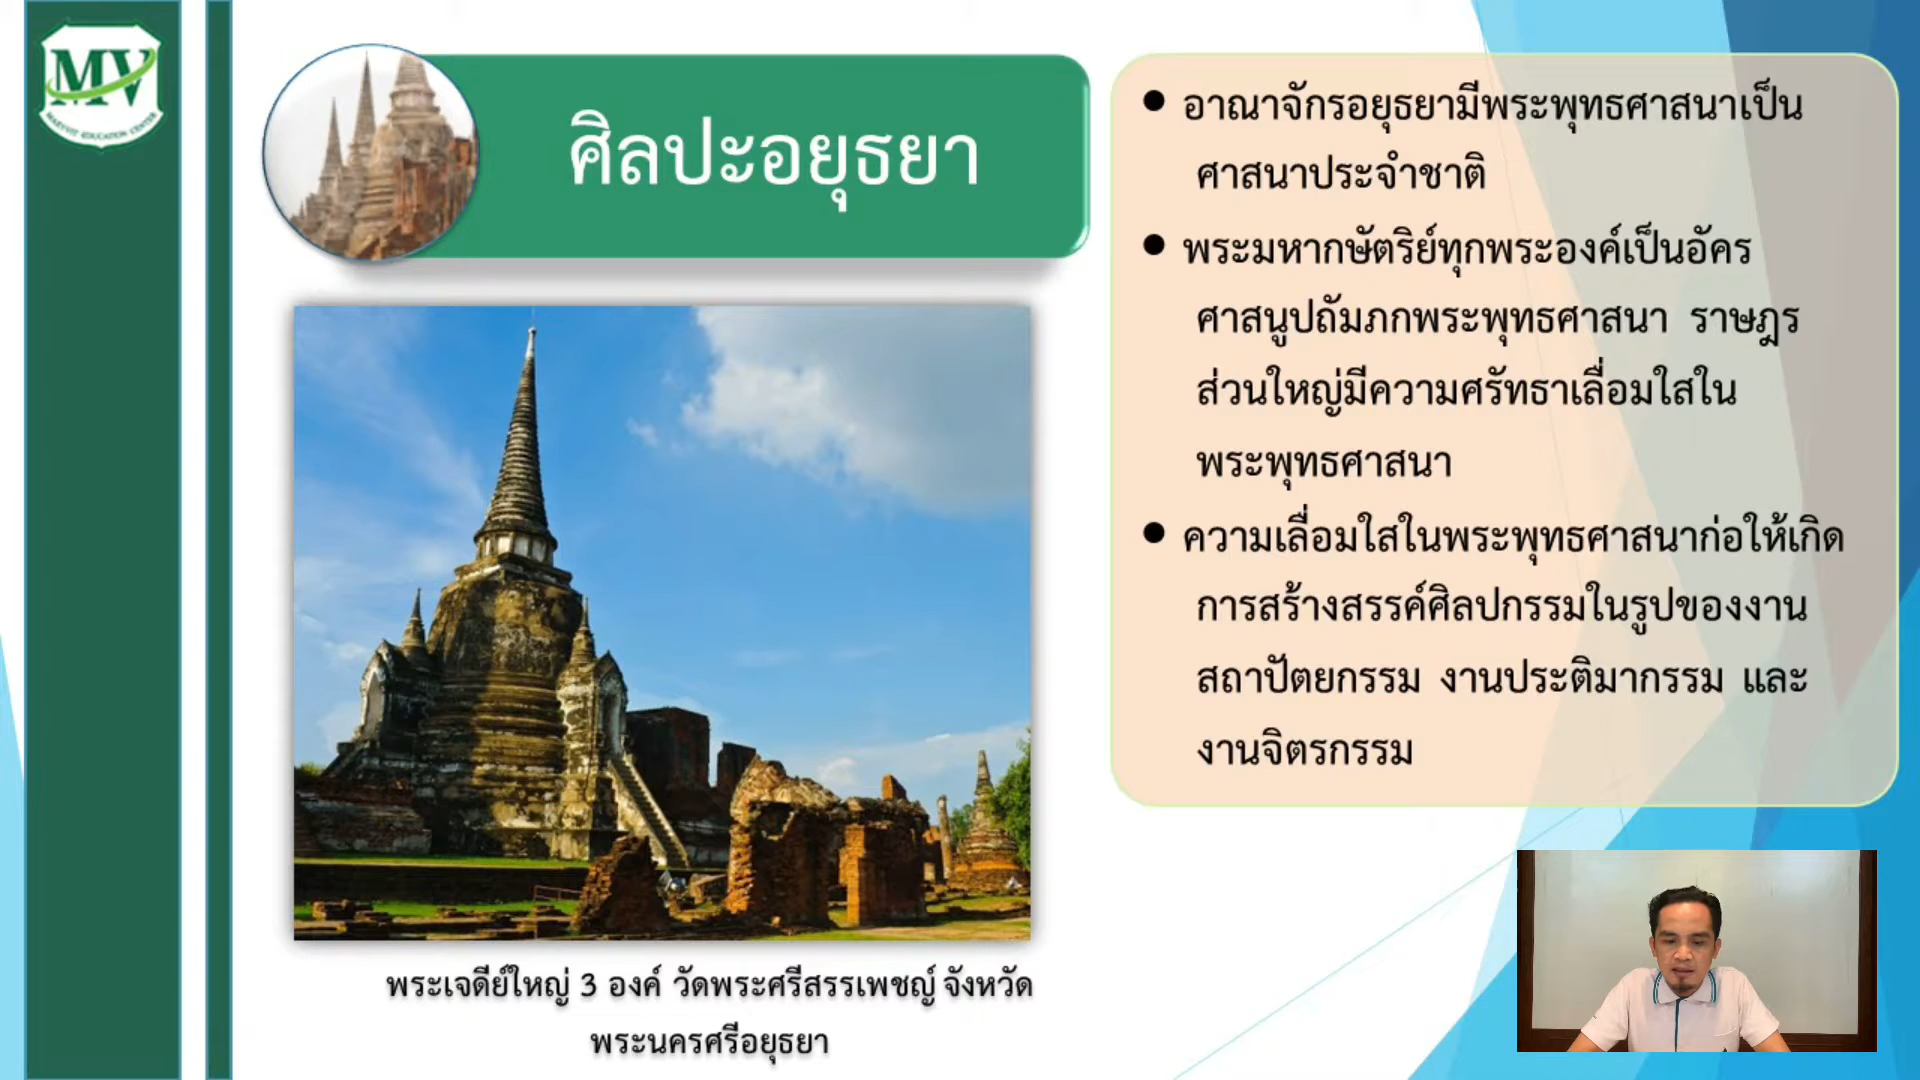 MV
MARYVIT EDUCATION CENTER
ศิลปะอยุธยา
พระเจดีย์ใหญ่ 3 องค์ วัดพระศรีสรรเพชญ์ จังหวัด
พระนครศรีอยุธยา
● อาณาจักรอยุธยามีพระพุทธศาสนาเป็น
ศาสนาประจำชาติ
● พระมหากษัตริย์ทุกพระองค์เป็นอัคร
ศาสนูปถัมภกพระพุทธศาสนา ราษฎร
ส่วนใหญ่มีความศรัทธาเลื่อมใสใน
พระพุทธศาสนา
● ความเลื่อมใสในพระพุทธศาสนาก่อให้เกิด
การสร้างสรรค์ศิลปกรรมในรูปของงาน
สถาปัตยกรรม งานประติมากรรม และ
งานจิตรกรรม